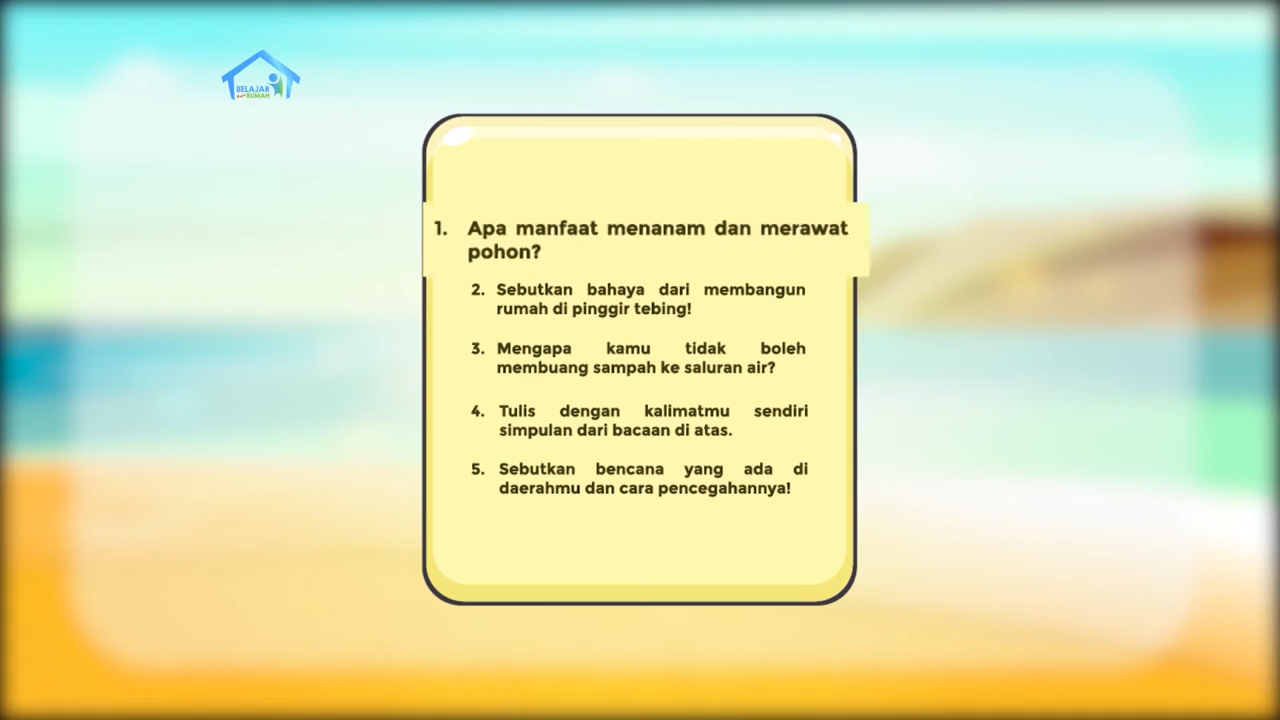 BELAJAR
dari RUMAH
1. Apa manfaat menanam dan merawat
pohon?
2. Sebutkan bahaya dari membangun
rumah di pinggir tebing!
3. Mengapa kamu tidak boleh
membuang sampah ke saluran air?
4. Tulis dengan kalimatmu sendiri
simpulan dari bacaan di atas.
5. Sebutkan bencana yang ada di
daerahmu dan cara pencegahannya!